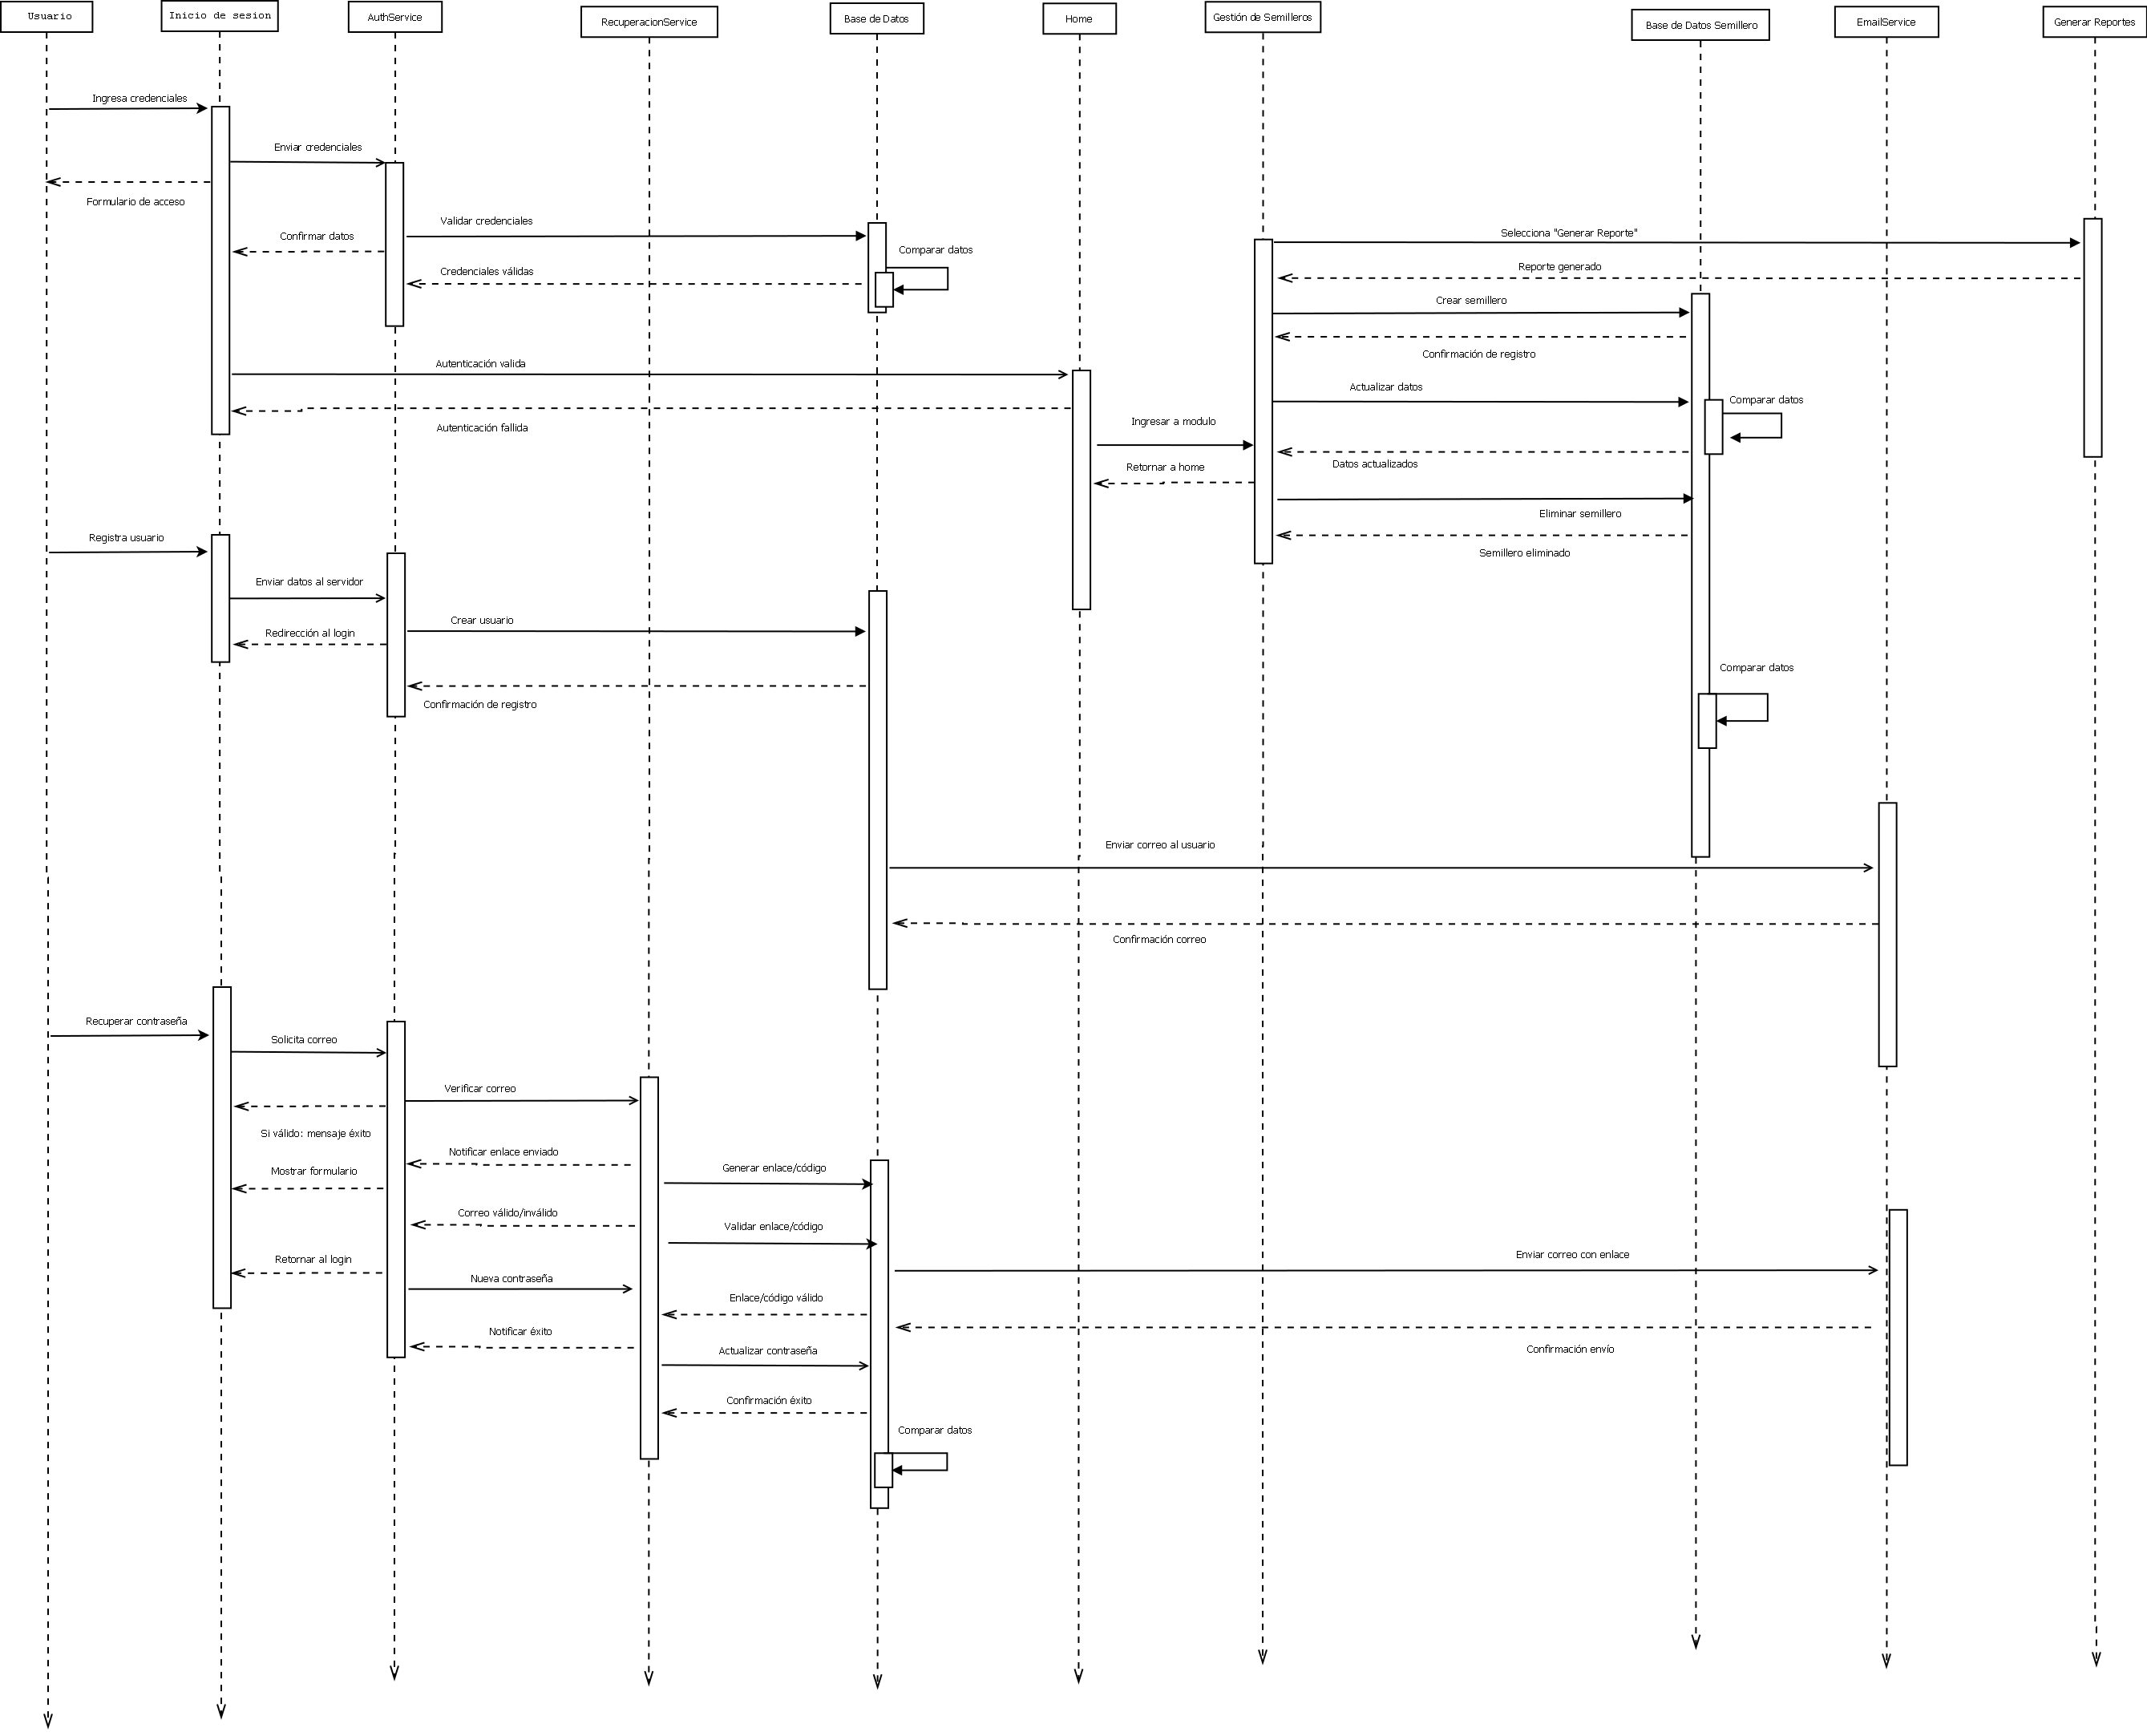 Usuario
Inicio de sesion
AuthService
RecuperacionService
Base de Datos
Home
Gestión de Semilleros
Base de Datos Semillero
EmailService
Generar Reportes
Ingresa credenciales
Enviar credenciales
Formulario de acceso
Validar credenciales
Confirmar datos
Comparar datos
Credenciales válidas
Selecciona "Generar Reporte"
Reporte generado
Crear semillero
Confirmación de registro
Autenticación valida
Actualizar datos
Comparar datos
Autenticación fallida
Ingresar a modulo
Retornar a home
Datos actualizados
Eliminar semillero
Semillero eliminado
Registra usuario
Enviar datos al servidor
Crear usuario
Redirección al login
Comparar datos
Confirmación de registro
Enviar correo al usuario
Confirmación correo
Recuperar contraseña
Solicita correo
Verificar correo
Si válido: mensaje éxito
Notificar enlace enviado
Generar enlace/código
Mostrar formulario
Correo válido/inválido
Validar enlace/código
Enviar correo con enlace
Retornar al login
Nueva contraseña
Enlace/código válido
Notificar éxito
Actualizar contraseña
Confirmación envío
Confirmación éxito
Comparar datos